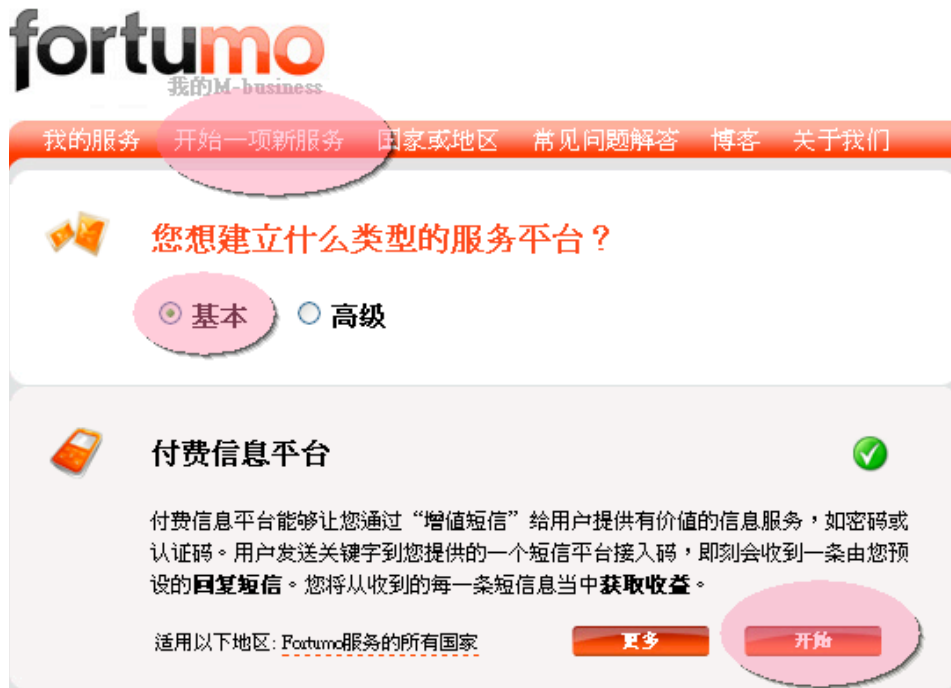 fortumo
我的M-business
我的服务 开始一项新服务 国家或地区 常见问题解答 博客 关于我们
您想建立什么类型的服务平台？
基本 高级
付费信息平台
付费信息平台能够让您通过“增值短信”给用户提供有价值的信息服务，如密码或
认证码。用户发送关键字到您提供的一个短信平台接入码，即刻会收到一条由您预
设的回复短信。您将从收到的每一条短信息当中获取收益。
适用以下地区: Fortumo服务的所有国家 更多 开始